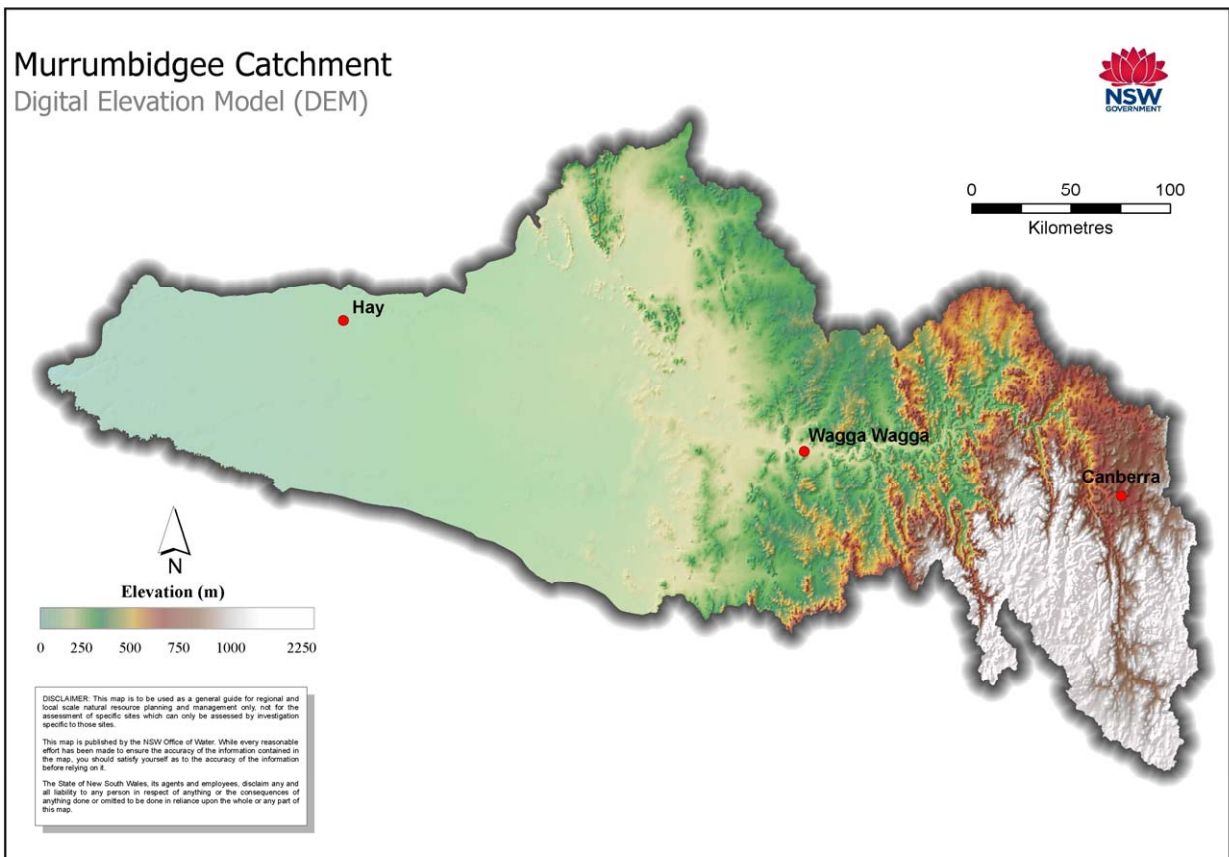 Murrumbidgee Catchment
Digital Elevation Model (DEM)
NSW
GOVERNMENT
0 50 100
Kilometres
Hay
Wagga Wagga
Canberra
N
Elevation (m)
0 250 500 750 1000 2250
DISCLAIMER: This map is to be used as a general guide for regional and
local scale natural resource planning and management only, not for the
assessment of specific sites which can only be assessed by investigation
specific to those sites.
This map is published by the NSW Office of Water. While every reasonable
effort has been made to ensure the accuracy of the information contained in
the map, you should satisfy yourself as to the accuracy of the information
before relying on it.
The State of New South Wales, its agents and employees, disclaim any and
all liability to any person in respect of anything or the consequences of
anything done or omitted to be done in reliance upon the whole or any part of
this map.